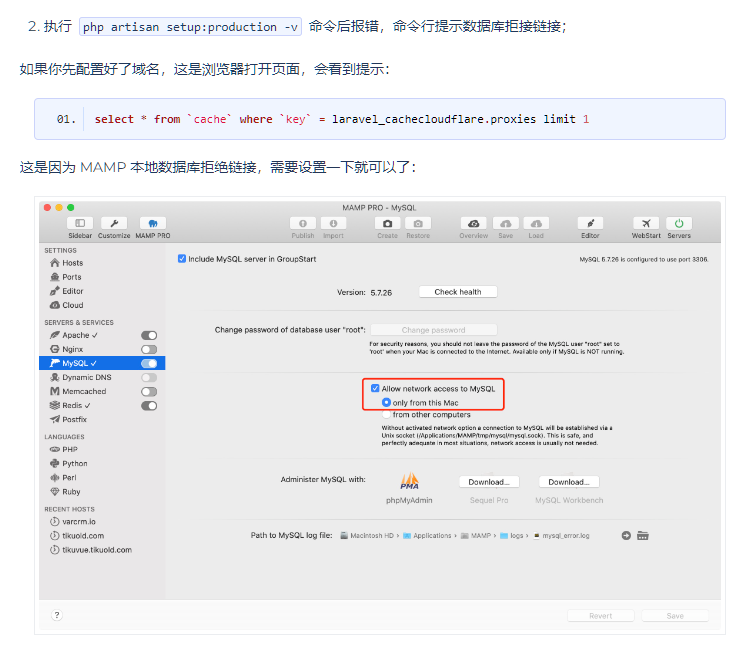 2. 执行 php artisan setup:production -v 命令后报错，命令行提示数据库拒接链接；
如果你先配置好了域名，这是浏览器打开页面，会看到提示：
01. select * from `cache` where `key` = laravel_cachecloudflare.proxies limit 1
这是因为 MAMP 本地数据库拒绝链接，需要设置一下就可以了：
MAMP PRO - MySQL
Sidebar Customize MAMP PRO Publish Import Create Restore Overview Save Load Editor WebStart Servers
SETTINGS
Hosts
Ports
Editor
Cloud
SERVERS & SERVICES
Apache ✓
Nginx
MySQL ✓
Dynamic DNS
Memcached
Redis ✓
Postfix
LANGUAGES
PHP
Python
Perl
Ruby
RECENT HOSTS
varcrm.io
tikuold.com
tikuvue.tikuold.com
Include MySQL server in GroupStart
MySQL 5.7.26 is configured to use port 3306.
Version: 5.7.26 Check health
Change password of database user "root": Change password
For security reasons, you should not leave the password of the MySQL user "root" set to
'root' when your Mac is connected to the Internet. Available only if MySQL is NOT running.
Allow network access to MySQL
only from this Mac
from other computers
Without activated network option a connection to MySQL will be established via a
Unix socket (/Applications/MAMP/tmp/mysql/mysql.sock). This is safe, and
perfectly adequate in most situations, network access is usually not needed.
Administer MySQL with: PMA Download... Download...
phpMyAdmin Sequel Pro MySQL Workbench
Path to MySQL log file: Macintosh HD › Applications › MAMP › logs › mysql_error.log
? Revert Save